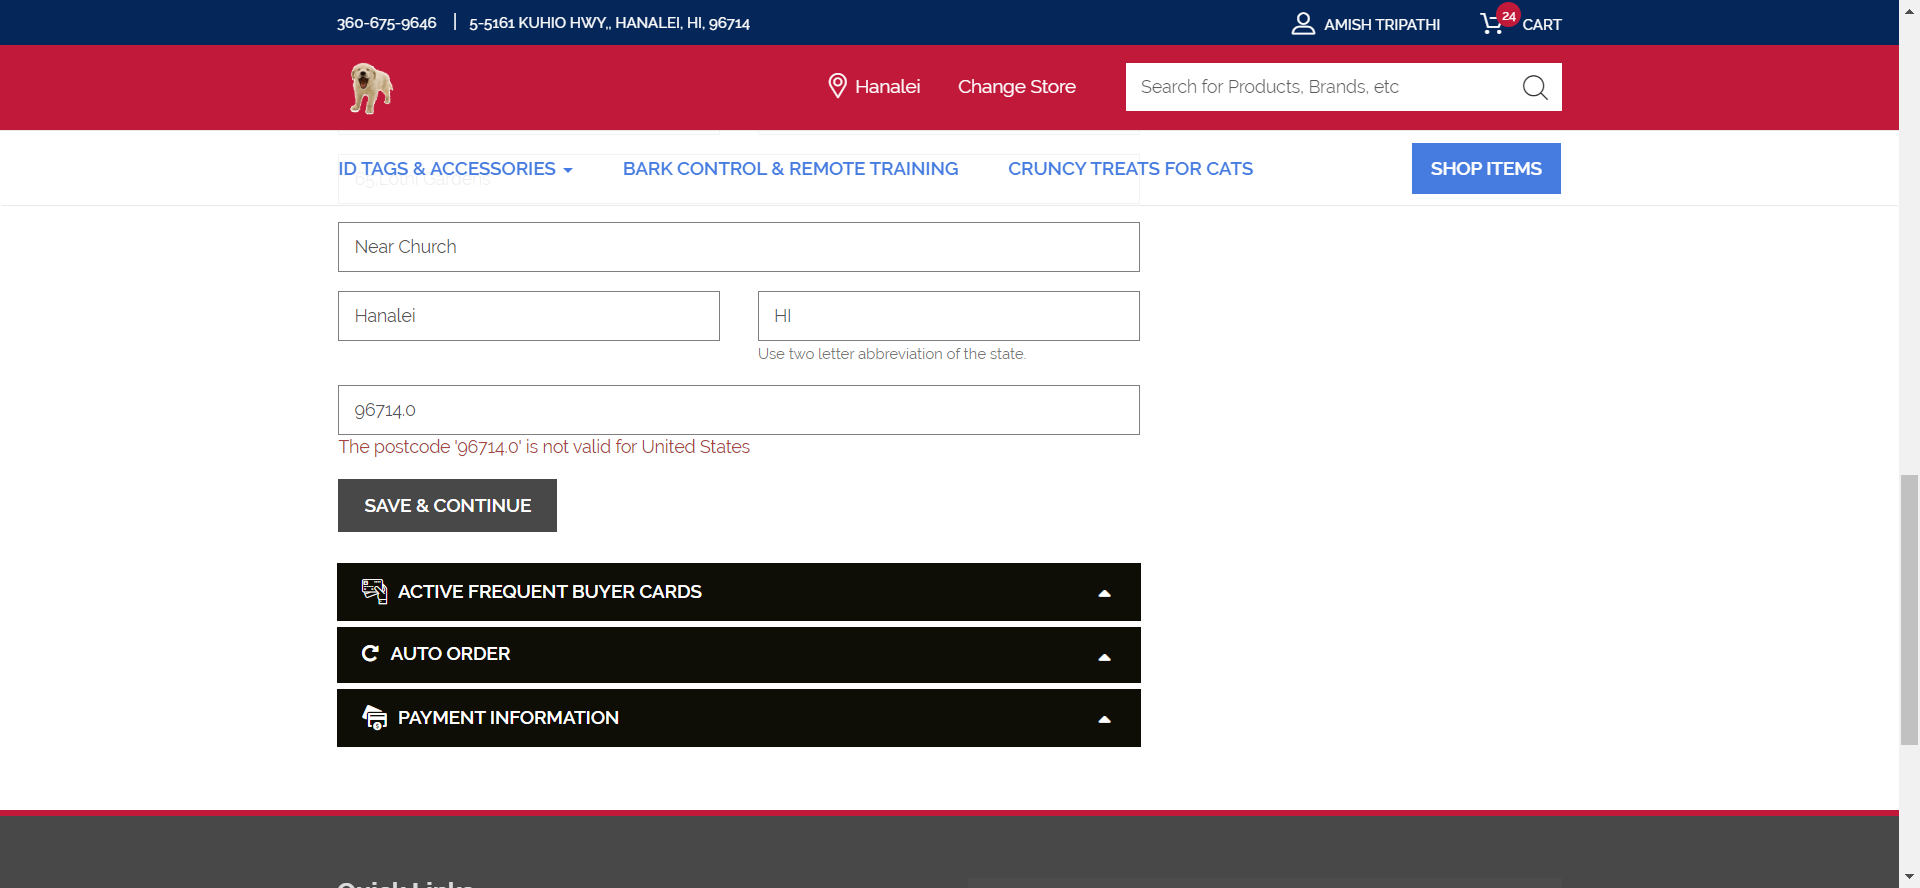 360-675-9646 | 5-5161 KUHIO HWY,, HANALEI, HI, 96714
AMISH TRIPATHI
24
CART
Hanalei
Change Store
Search for Products, Brands, etc
ID TAGS & ACCESSORIES
BARK CONTROL & REMOTE TRAINING
CRUNCY TREATS FOR CATS
SHOP ITEMS
Near Church
Hanalei
HI
Use two letter abbreviation of the state.
96714.0
The postcode '96714.0' is not valid for United States
SAVE & CONTINUE
ACTIVE FREQUENT BUYER CARDS
AUTO ORDER
PAYMENT INFORMATION
Quick Links